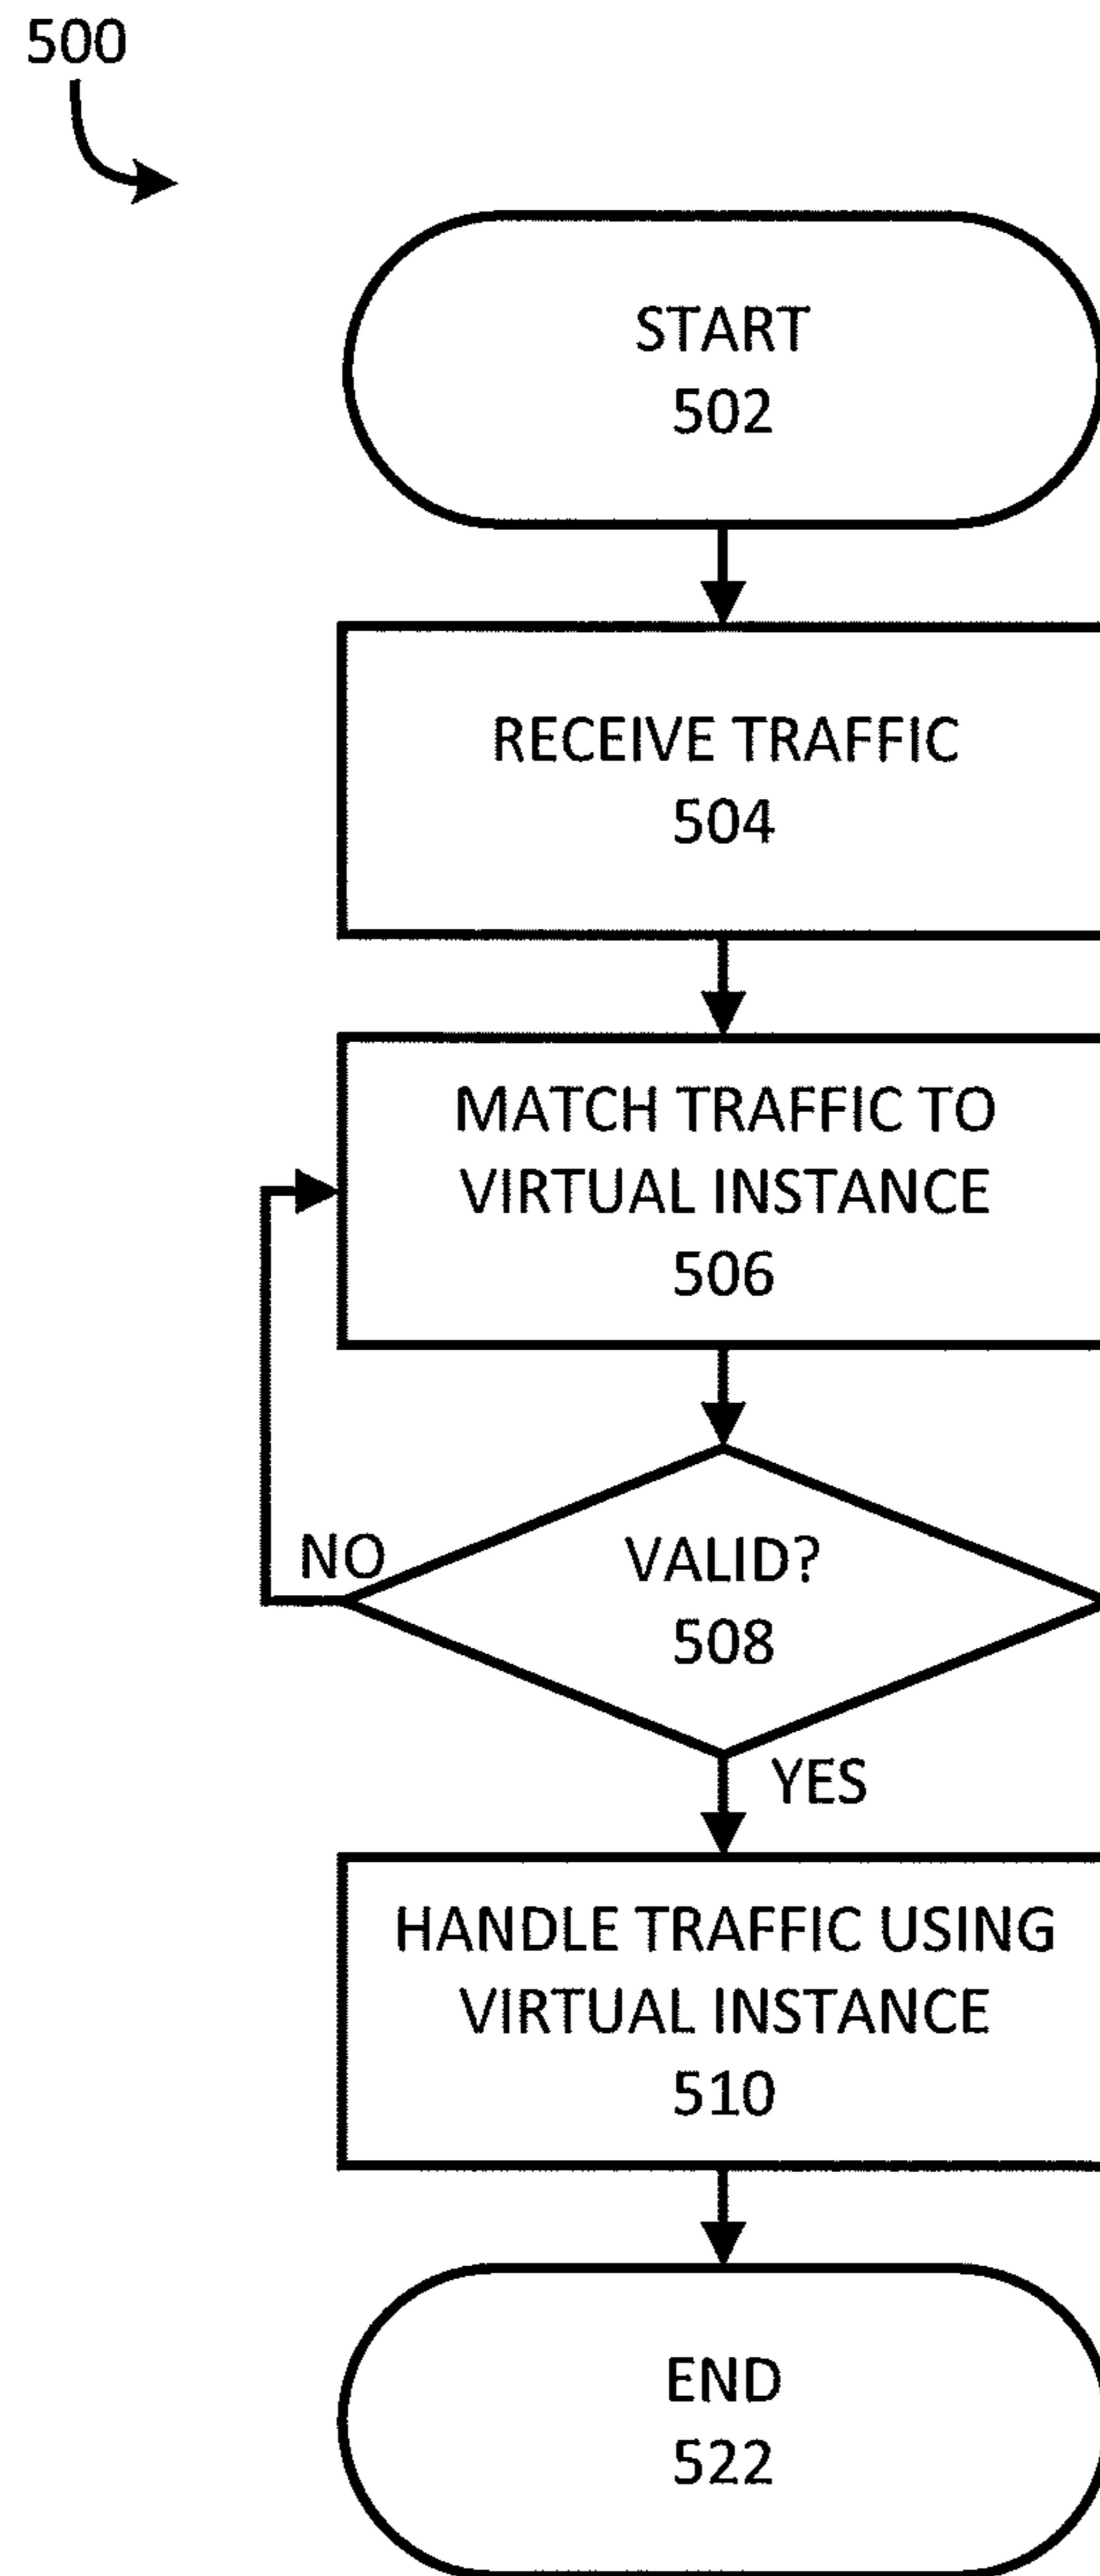 500
START
502
RECEIVE TRAFFIC
504
MATCH TRAFFIC TO
VIRTUAL INSTANCE
506
NO
VALID?
508
YES
HANDLE TRAFFIC USING
VIRTUAL INSTANCE
510
END
522